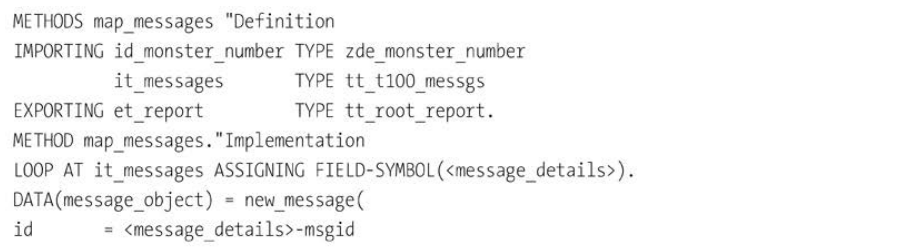 METHODS map_messages "Definition
IMPORTING id_monster_number TYPE zde_monster_number
          it_messages       TYPE tt_t100_messgs
EXPORTING et_report         TYPE tt_root_report.
METHOD map_messages."Implementation
LOOP AT it_messages ASSIGNING FIELD-SYMBOL(<message_details>).
DATA(message_object) = new_message(
id       = <message_details>-msgid